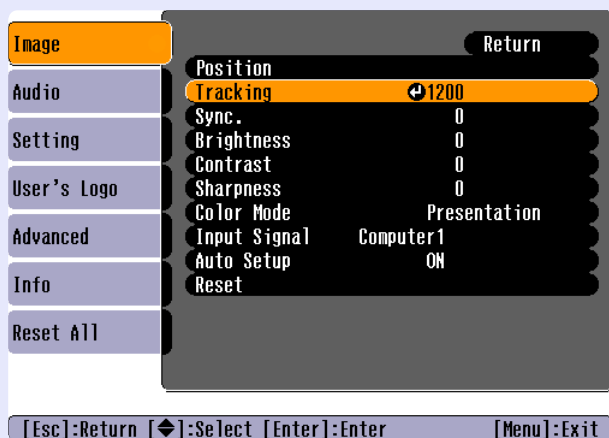 Image
Audio
Setting
User's Logo
Advanced
Info
Reset All
Return
Position
Tracking 1200
Sync. 0
Brightness 0
Contrast 0
Sharpness 0
Color Mode Presentation
Input Signal Computer1
Auto Setup ON
Reset
[Esc]:Return [◆]:Select [Enter]:Enter [Menu]:Exit